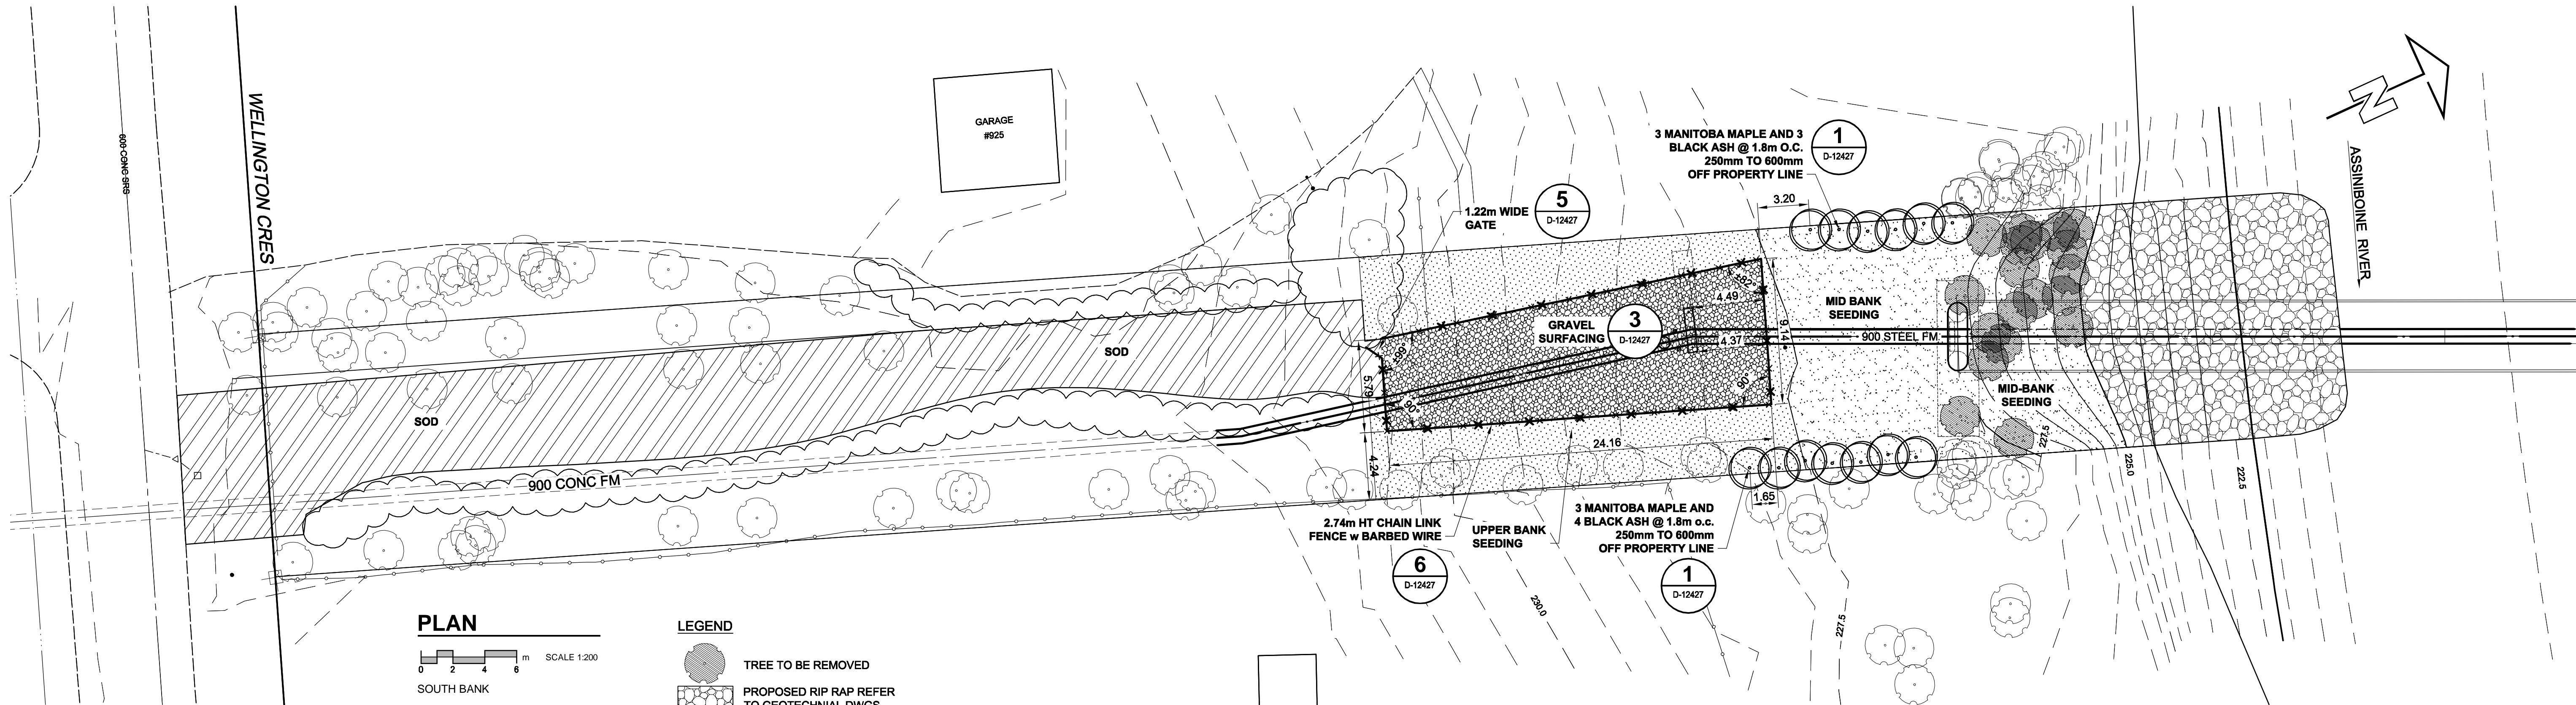 WELLINGTON CRES
600 CONC SRS
GARAGE
#925
SOD
SOD
900 CONC FM
1.22m WIDE
GATE
5
D-12427
3 MANITOBA MAPLE AND 3
BLACK ASH @ 1.8m O.C.
250mm TO 600mm
OFF PROPERTY LINE
1
D-12427
3.20
N
ASSINIBOINE RIVER
GRAVEL
SURFACING
3
D-12427
4.49
±82°
4.37
9.14
90°
±99°
5.79
90°
4.24
24.16
1.65
MID BANK
SEEDING
900 STEEL FM
MID-BANK
SEEDING
227.5
225.0
222.5
2.74m HT CHAIN LINK
FENCE w BARBED WIRE
6
D-12427
UPPER BANK
SEEDING
3 MANITOBA MAPLE AND
4 BLACK ASH @ 1.8m o.c.
250mm TO 600mm
OFF PROPERTY LINE
1
D-12427
230.0
227.5
PLAN
0 2 4 6 m SCALE 1:200
SOUTH BANK
LEGEND
TREE TO BE REMOVED
PROPOSED RIP RAP REFER
TO GEOTECHNIAL DWGS